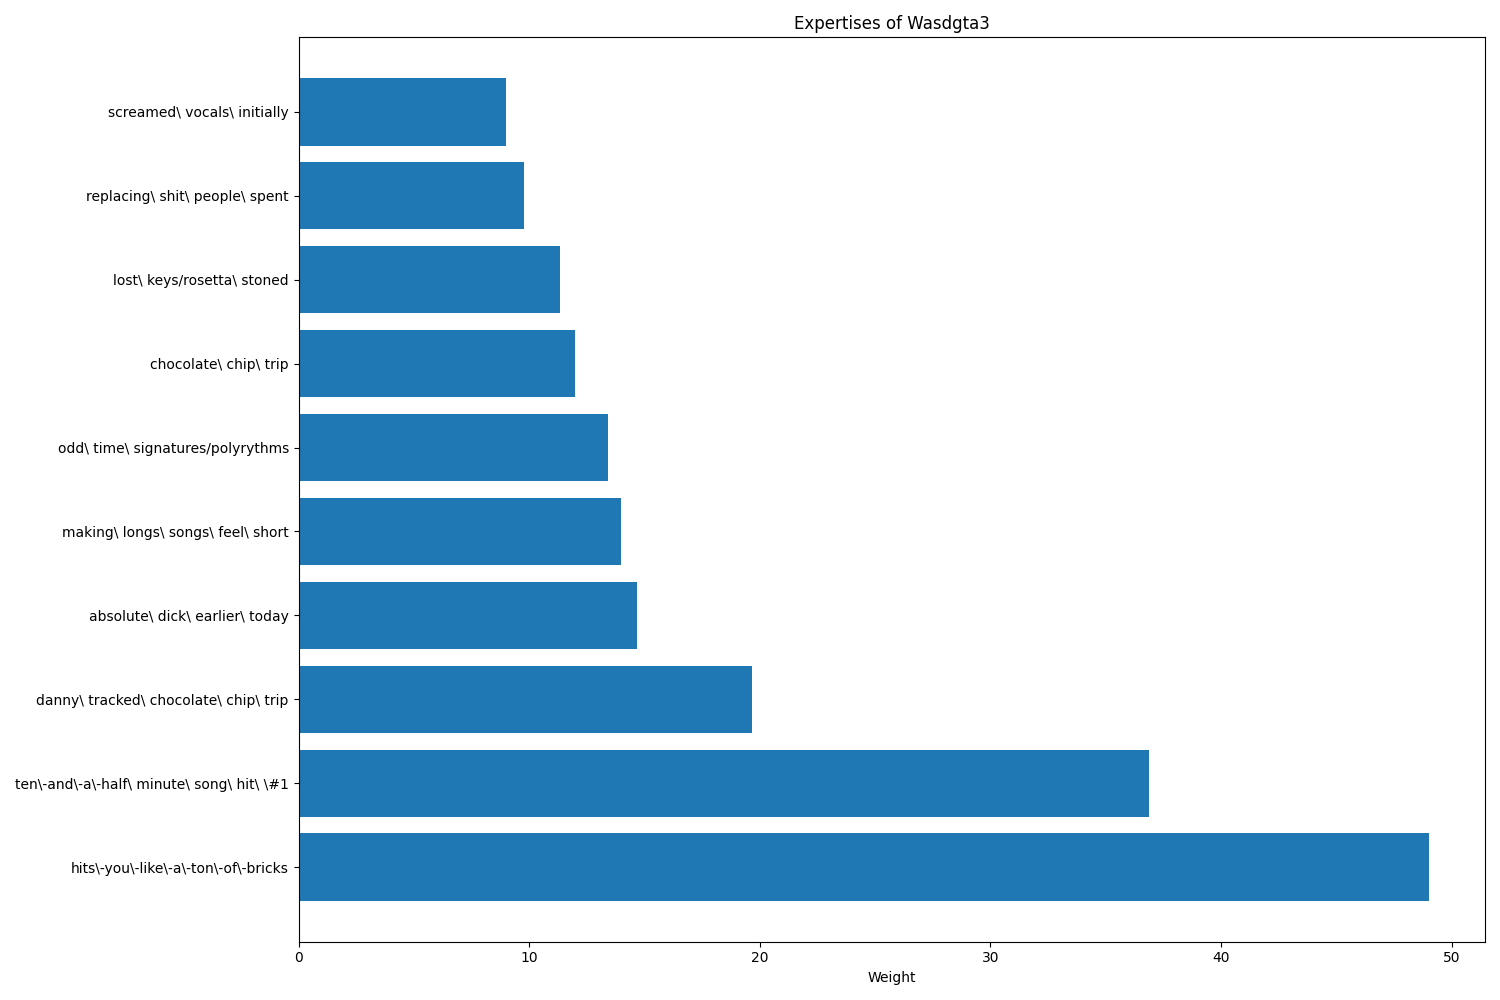 Expertises of Wasdgta3
screamed\ vocals\ initially
replacing\ shit\ people\ spent
lost\ keys/rosetta\ stoned
chocolate\ chip\ trip
odd\ time\ signatures/polyrythms
making\ longs\ songs\ feel\ short
absolute\ dick\ earlier\ today
danny\ tracked\ chocolate\ chip\ trip
ten\-and\-a\-half\ minute\ song\ hit\ \#1
hits\-you\-like\-a\-ton\-of\-bricks
0 10 20 30 40 50
Weight